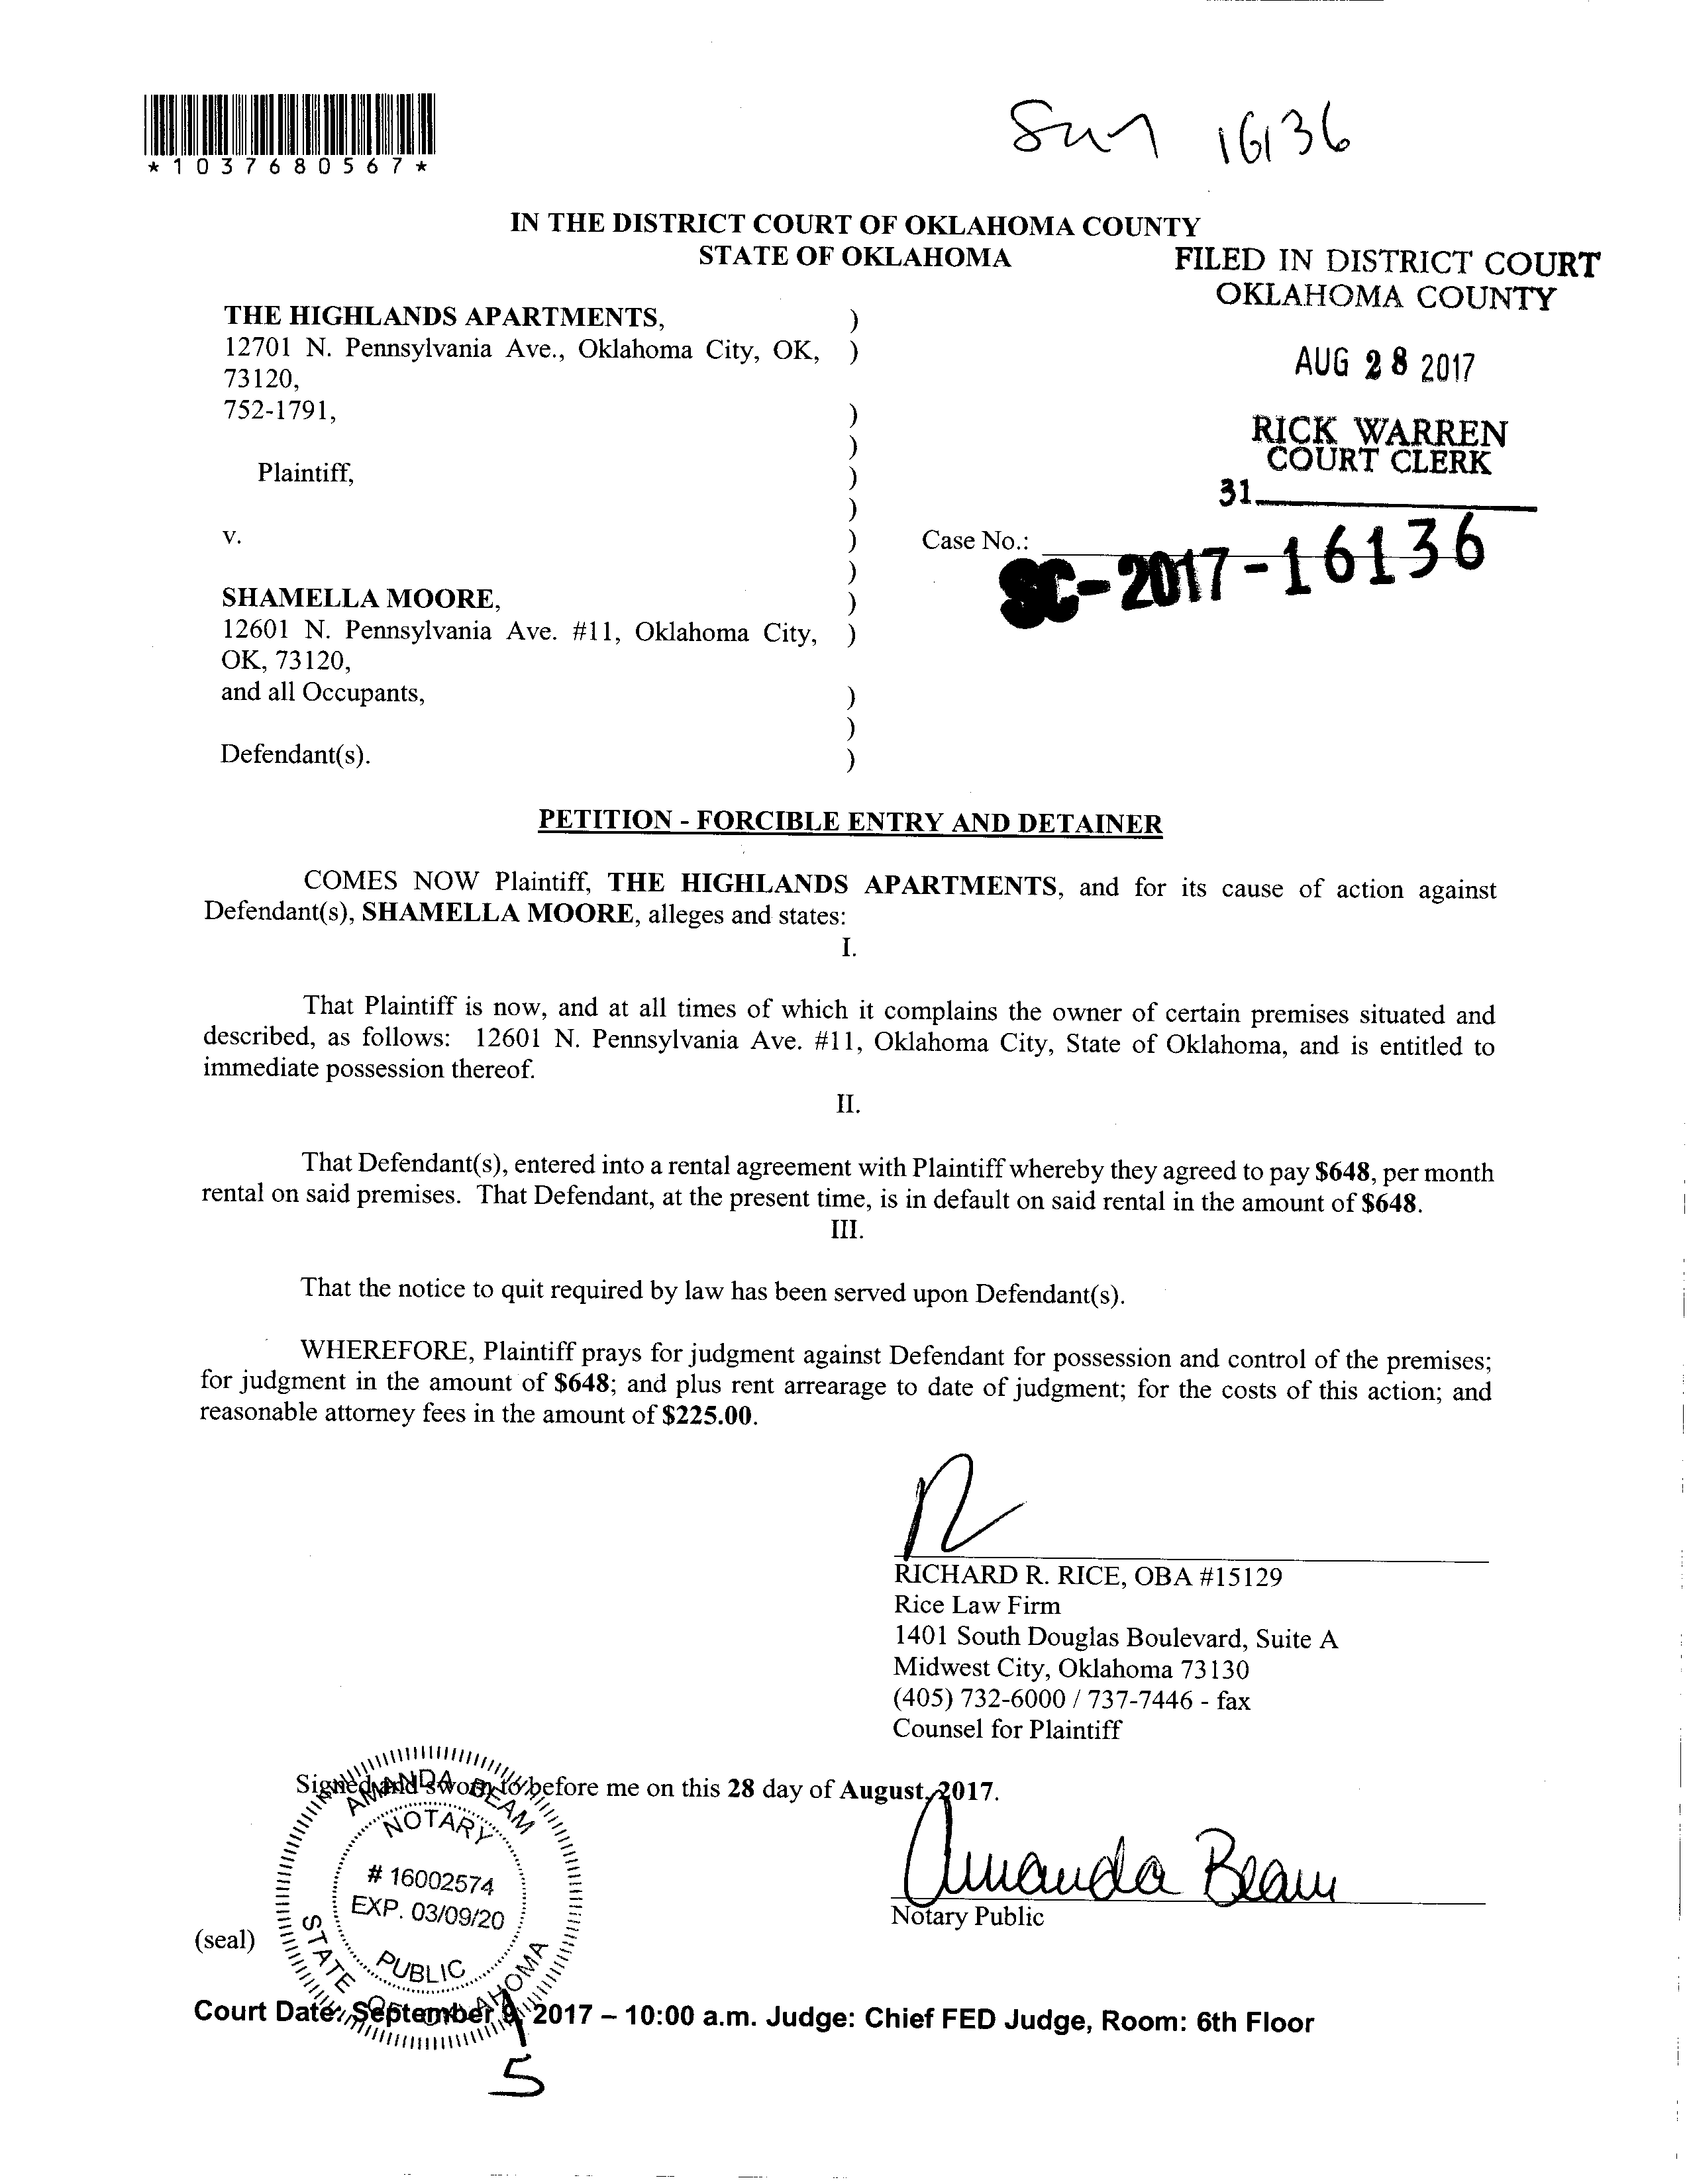 *1037680567*
16136
IN THE DISTRICT COURT OF OKLAHOMA COUNTY
STATE OF OKLAHOMA
FILED IN DISTRICT COURT
OKLAHOMA COUNTY
AUG 28 2017
RICK WARREN
COURT CLERK
31
THE HIGHLANDS APARTMENTS, )
12701 N. Pennsylvania Ave., Oklahoma City, OK, )
73120,
752-1791, )
)
Plaintiff, )
)
v. )
Case No.:
SC-2017-16136
)
SHAMELLA MOORE, )
12601 N. Pennsylvania Ave. #11, Oklahoma City, )
OK, 73120,
and all Occupants, )
)
Defendant(s). )
PETITION - FORCIBLE ENTRY AND DETAINER
COMES NOW Plaintiff, THE HIGHLANDS APARTMENTS, and for its cause of action against
Defendant(s), SHAMELLA MOORE, alleges and states:
I.
That Plaintiff is now, and at all times of which it complains the owner of certain premises situated and
described, as follows: 12601 N. Pennsylvania Ave. #11, Oklahoma City, State of Oklahoma, and is entitled to
immediate possession thereof.
II.
That Defendant(s), entered into a rental agreement with Plaintiff whereby they agreed to pay $648, per month
rental on said premises. That Defendant, at the present time, is in default on said rental in the amount of $648.
III.
That the notice to quit required by law has been served upon Defendant(s).
WHEREFORE, Plaintiff prays for judgment against Defendant for possession and control of the premises;
for judgment in the amount of $648; and plus rent arrearage to date of judgment; for the costs of this action; and
reasonable attorney fees in the amount of $225.00.
RICHARD R. RICE, OBA #15129
Rice Law Firm
1401 South Douglas Boulevard, Suite A
Midwest City, Oklahoma 73130
(405) 732-6000 / 737-7446 - fax
Counsel for Plaintiff
Signed and sworn to before me on this 28 day of August, 2017.
AMANDA BEAM
NOTARY
# 16002574
EXP. 03/09/20
PUBLIC
STATE OF OKLAHOMA
Amanda Beam
Notary Public
(seal)
Court Date: September 9, 2017 – 10:00 a.m. Judge: Chief FED Judge, Room: 6th Floor
5